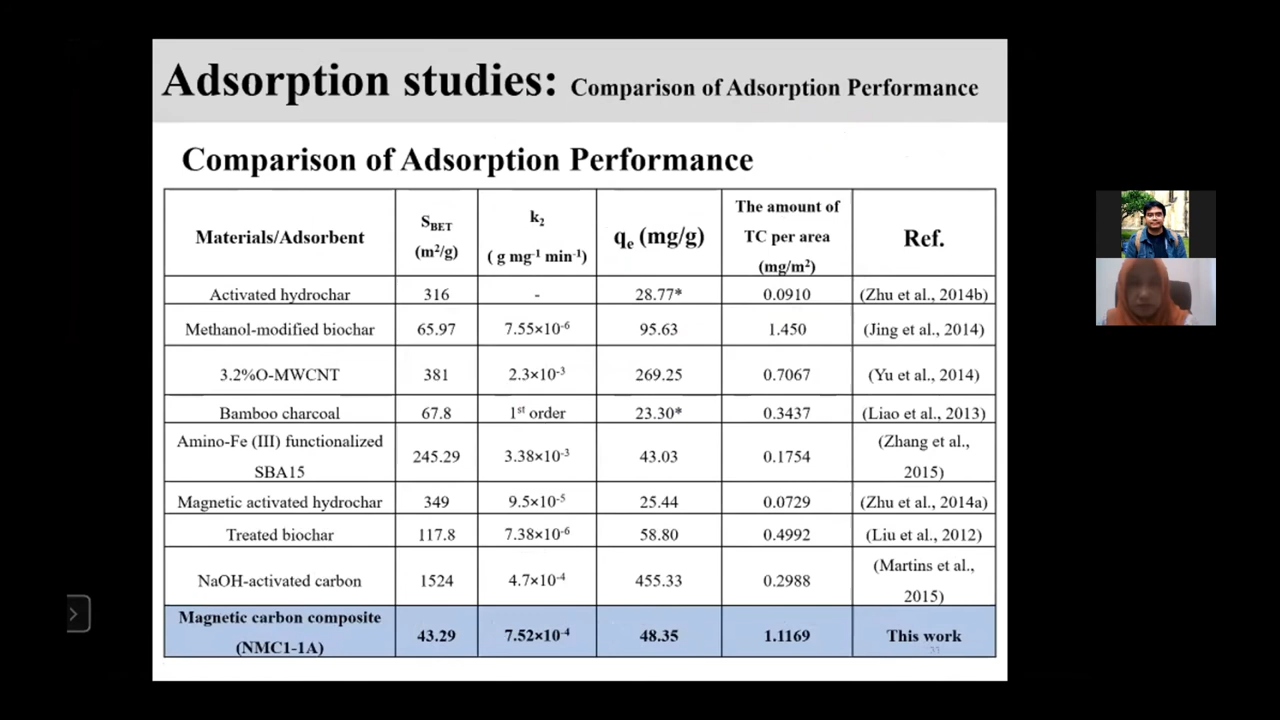 Adsorption studies: Comparison of Adsorption Performance
Comparison of Adsorption Performance
Materials/Adsorbent
S_BET
(m²/g)
k₂
( g mg⁻¹ min⁻¹)
qₑ (mg/g)
The amount of
TC per area
(mg/m²)
Ref.
Activated hydrochar 316 - 28.77* 0.0910 (Zhu et al., 2014b)
Methanol-modified biochar 65.97 7.55×10⁻⁶ 95.63 1.450 (Jing et al., 2014)
3.2%O-MWCNT 381 2.3×10⁻³ 269.25 0.7067 (Yu et al., 2014)
Bamboo charcoal 67.8 1ˢᵗ order 23.30* 0.3437 (Liao et al., 2013)
Amino-Fe (III) functionalized
SBA15
245.29 3.38×10⁻³ 43.03 0.1754
(Zhang et al.,
2015)
Magnetic activated hydrochar 349 9.5×10⁻⁵ 25.44 0.0729 (Zhu et al., 2014a)
Treated biochar 117.8 7.38×10⁻⁶ 58.80 0.4992 (Liu et al., 2012)
NaOH-activated carbon 1524 4.7×10⁻⁴ 455.33 0.2988
(Martins et al.,
2015)
Magnetic carbon composite
(NMC1-1A)
43.29 7.52×10⁻⁴ 48.35 1.1169 This work